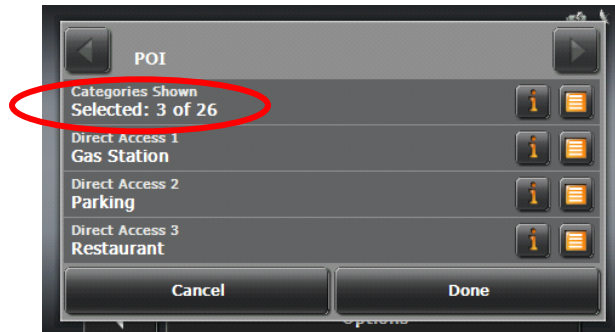 POI
Categories Shown
Selected: 3 of 26
Direct Access 1
Gas Station
Direct Access 2
Parking
Direct Access 3
Restaurant
Cancel Done
Options